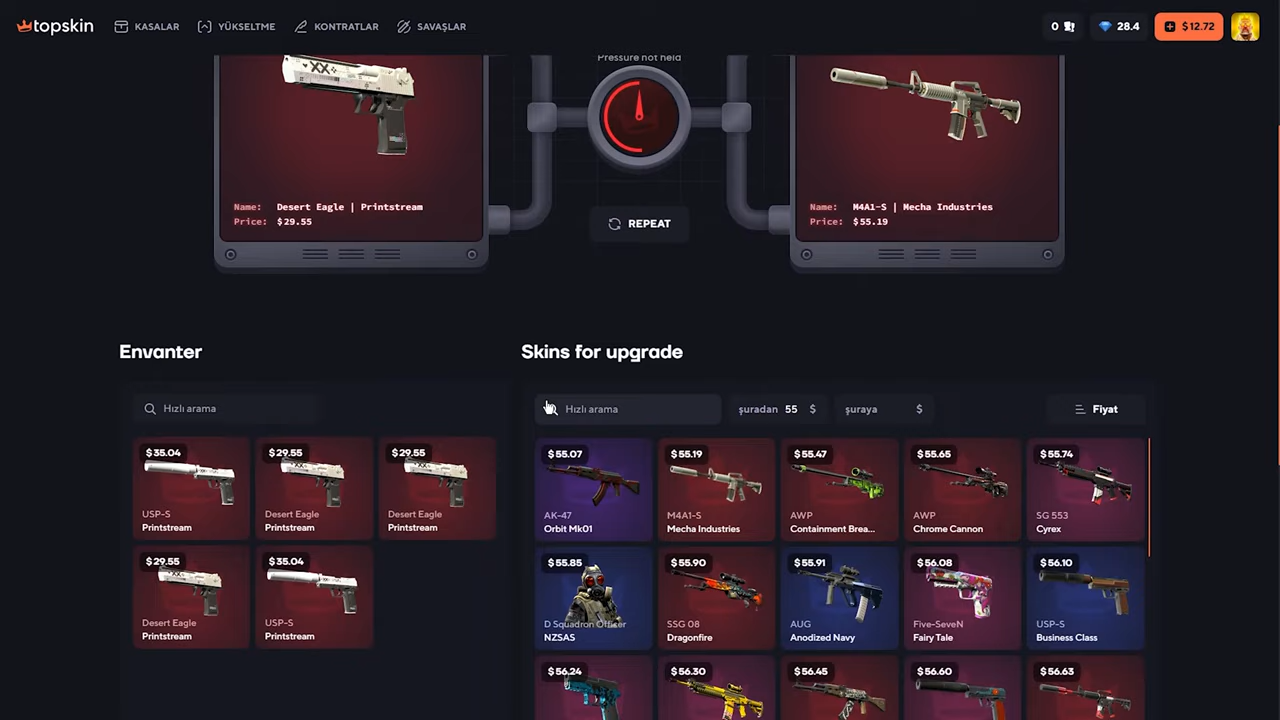 topskin KASALAR YÜKSELTME KONTRATLAR SAVAŞLAR 0 28.4 $12.72
Pressure not held
Name: Desert Eagle | Printstream
Price: $29.55
REPEAT
Name: M4A1-S | Mecha Industries
Price: $55.19
Envanter
Hızlı arama
$35.04
USP-S
Printstream
$29.55
Desert Eagle
Printstream
$29.55
Desert Eagle
Printstream
$29.55
Desert Eagle
Printstream
$35.04
USP-S
Printstream
Skins for upgrade
Hızlı arama
şuradan 55 $
şuraya $
Fiyat
$55.07
AK-47
Orbit Mk01
$55.19
M4A1-S
Mecha Industries
$55.47
AWP
Containment Brea...
$55.65
AWP
Chrome Cannon
$55.74
SG 553
Cyrex
$55.85
D Squadron Officer
NZSAS
$55.90
SSG 08
Dragonfire
$55.91
AUG
Anodized Navy
$56.08
Five-SeveN
Fairy Tale
$56.10
USP-S
Business Class
$56.24
$56.30
$56.45
$56.60
$56.63